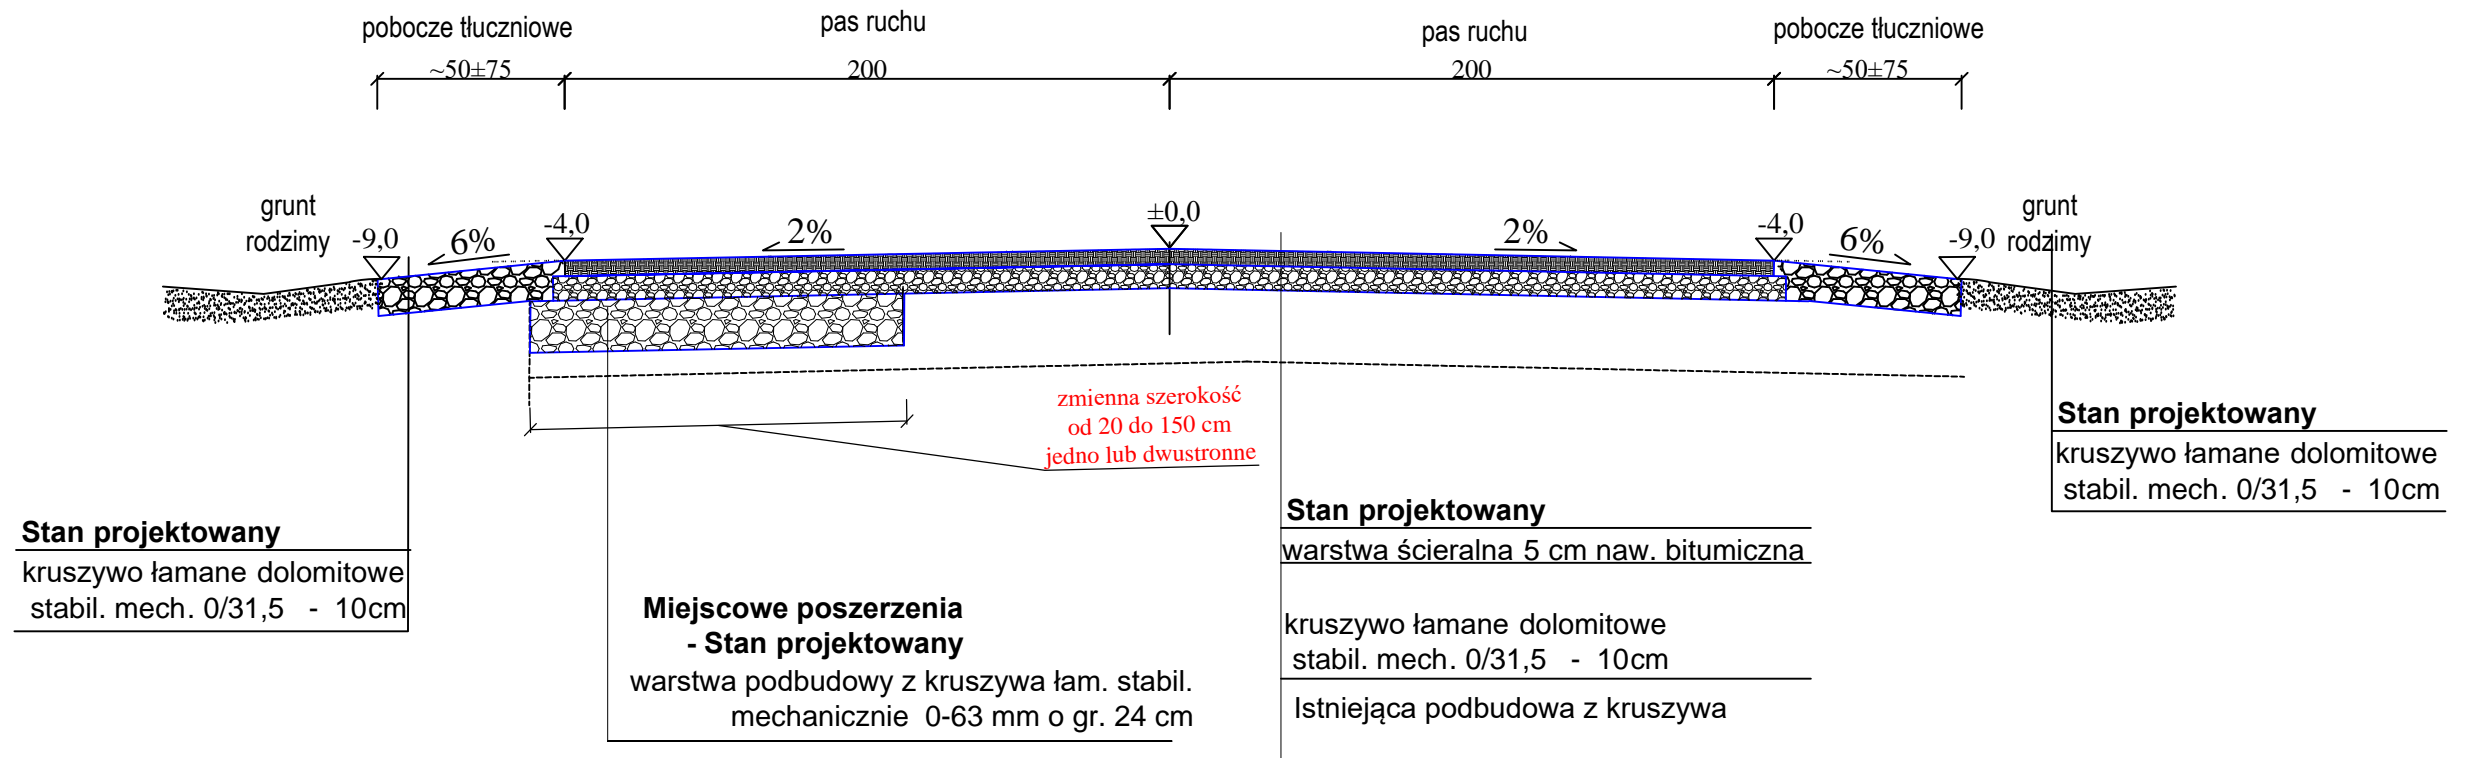 pobocze tłuczniowe
pas ruchu
pas ruchu
pobocze tłuczniowe
~50±75
200
200
~50±75
grunt
rodzimy
-9,0
6%
-4,0
2%
±0,0
2%
-4,0
6%
-9,0
grunt
rodzimy
zmienna szerokość
od 20 do 150 cm
jedno lub dwustronne
Stan projektowany
kruszywo łamane dolomitowe
stabil. mech. 0/31,5 - 10cm
Stan projektowany
kruszywo łamane dolomitowe
stabil. mech. 0/31,5 - 10cm
Miejscowe poszerzenia
- Stan projektowany
warstwa podbudowy z kruszywa łam. stabil.
mechanicznie 0-63 mm o gr. 24 cm
Stan projektowany
warstwa ścieralna 5 cm naw. bitumiczna
kruszywo łamane dolomitowe
stabil. mech. 0/31,5 - 10cm
Istniejąca podbudowa z kruszywa